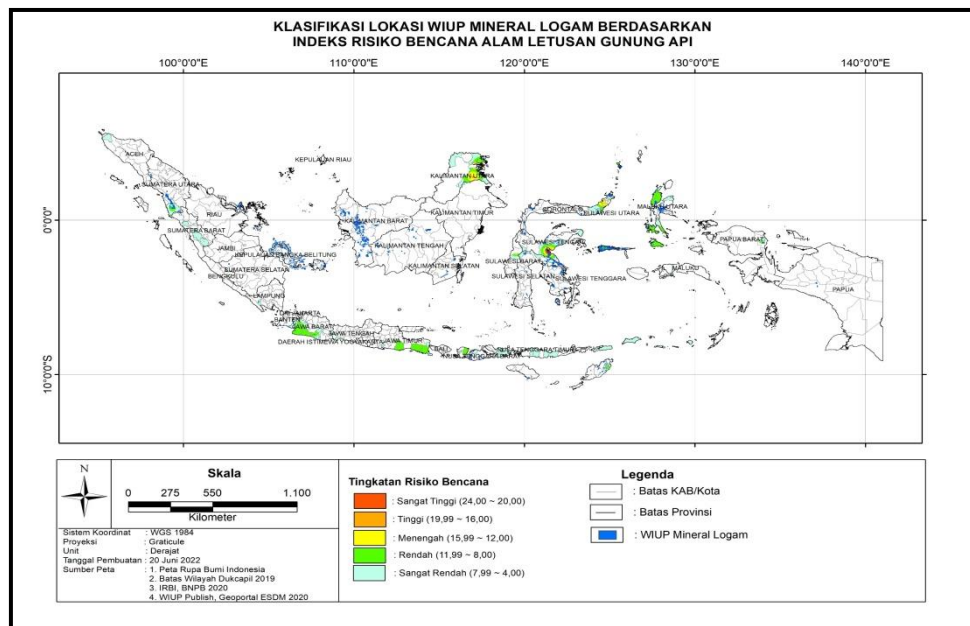 KLASIFIKASI LOKASI WIUP MINERAL LOGAM BERDASARKAN
INDEKS RISIKO BENCANA ALAM LETUSAN GUNUNG API
100°0'0"E 110°0'0"E 120°0'0"E 130°0'0"E 140°0'0"E
0°0'0"
10°0'0"S
ACEH
KEPULAUAN RIAU
SUMATERA UTARA
KALIMANTAN UTARA
RIAU
KALIMANTAN BARAT
KALIMANTAN TIMUR
GORONTALO
SULAWESI UTARA
MALUKU UTARA
SUMATERA BARAT
JAMBI
KEPULAUAN BANGKA BELITUNG
KALIMANTAN TENGAH
SULAWESI TENGAH
PAPUA BARAT
SUMATERA SELATAN
BENGKULU
KALIMANTAN SELATAN
SULAWESI BARAT
SULAWESI SELATAN
SULAWESI TENGGARA
MALUKU
PAPUA
LAMPUNG
DKI JAKARTA
BANTEN
JAWA BARAT
JAWA TENGAH
DAERAH ISTIMEWA YOGYAKARTA
JAWA TIMUR
BALI
NUSA TENGGARA BARAT
NUSA TENGGARA TIMUR
N
Skala
0 275 550 1.100
Kilometer
Sistem Koordinat : WGS 1984
Proyeksi : Graticule
Unit : Derajat
Tanggal Pembuatan : 20 Juni 2022
Sumber Peta : 1. Peta Rupa Bumi Indonesia
2. Batas Wilayah Dukcapil 2019
3. IRBI, BNPB 2020
4. WIUP Publish, Geoportal ESDM 2020
Tingkatan Risiko Bencana
: Sangat Tinggi (24,00 ~ 20,00)
: Tinggi (19,99 ~ 16,00)
: Menengah (15,99 ~ 12,00)
: Rendah (11,99 ~ 8,00)
: Sangat Rendah (7,99 ~ 4,00)
Legenda
: Batas KAB/Kota
: Batas Provinsi
: WIUP Mineral Logam